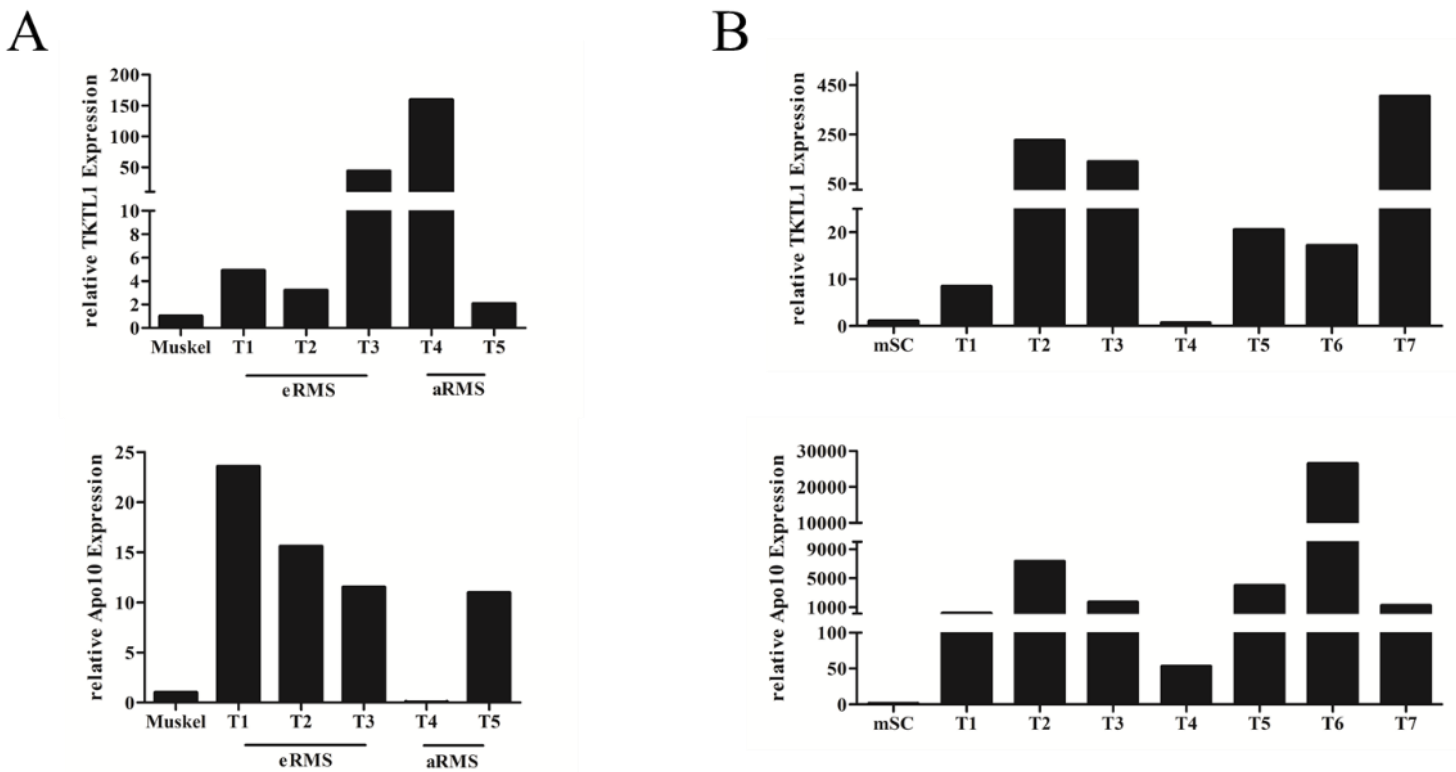 A
relative TKTL1 Expression
200
150
100
50
10
8
6
4
2
0
Muskel T1 T2 T3 T4 T5
eRMS aRMS
relative Apo10 Expression
25
20
15
10
5
0
Muskel T1 T2 T3 T4 T5
eRMS aRMS
B
relative TKTL1 Expression
450
250
50
20
10
0
mSC T1 T2 T3 T4 T5 T6 T7
relative Apo10 Expression
30000
20000
10000
9000
5000
1000
100
50
0
mSC T1 T2 T3 T4 T5 T6 T7